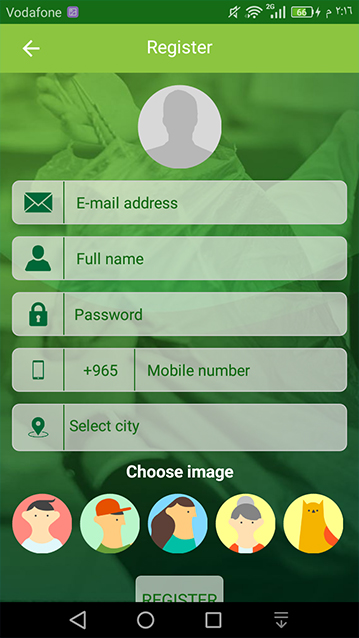 Vodafone 2G 66 م ٢:١٦
Register
E-mail address
Full name
Password
+965 Mobile number
Select city
Choose image
REGISTER